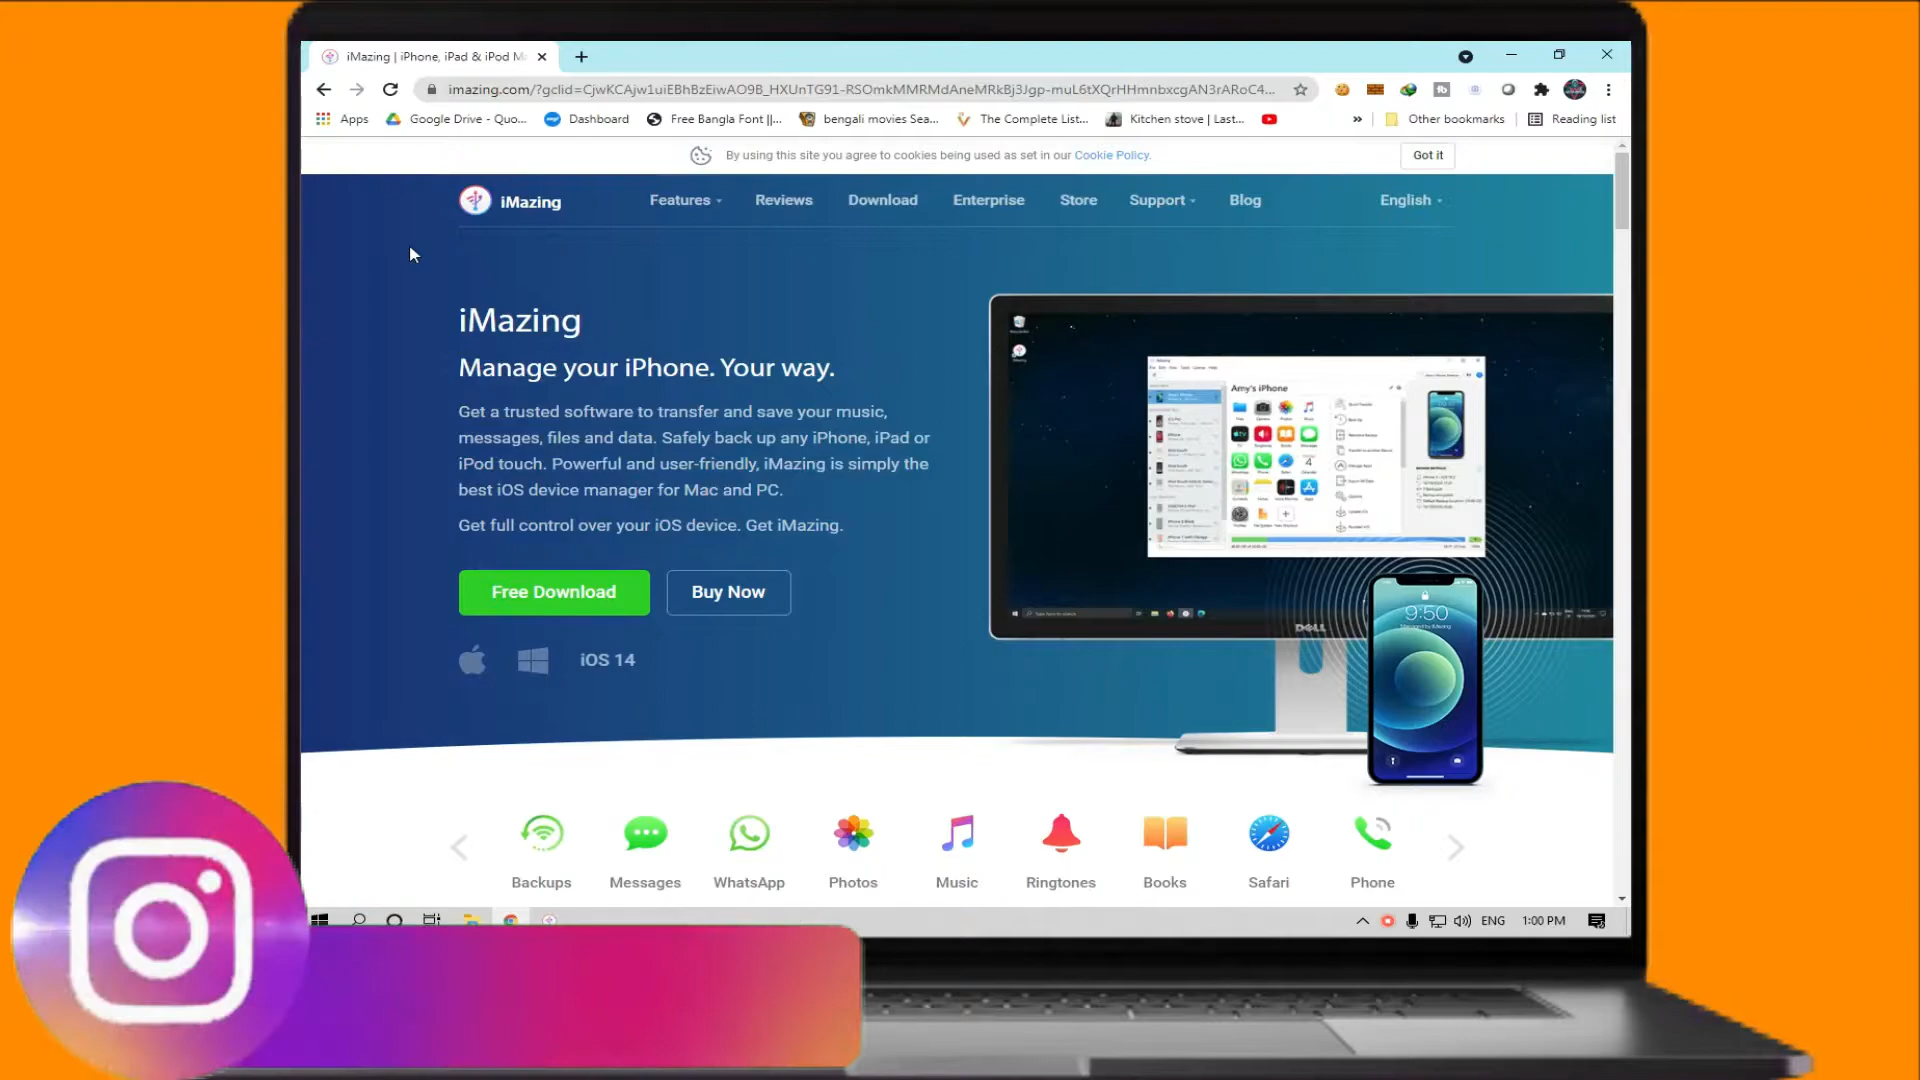 iMazing | iPhone, iPad & iPod M
imazing.com/?gclid=CjwKCAjw1uiEBhBzEiwAO9B_HXUnTG91-RSOmkMMRMdAneMRkBj3Jgp-muL6tXQrHHmnbxcgAN3rARoC4...
Apps
Google Drive - Quo...
Dashboard
Free Bangla Font ||...
bengali movies Sea...
The Complete List...
Kitchen stove | Last...
»
Other bookmarks
Reading list
By using this site you agree to cookies being used as set in our Cookie Policy.
Got it
iMazing
Features
Reviews
Download
Enterprise
Store
Support
Blog
English
iMazing
Manage your iPhone. Your way.
Get a trusted software to transfer and save your music,
messages, files and data. Safely back up any iPhone, iPad or
iPod touch. Powerful and user-friendly, iMazing is simply the
best iOS device manager for Mac and PC.
Get full control over your iOS device. Get iMazing.
Free Download
Buy Now
iOS 14
Amy's iPhone
DELL
9:50
Backups
Messages
WhatsApp
Photos
Music
Ringtones
Books
Safari
Phone
ENG
1:00 PM